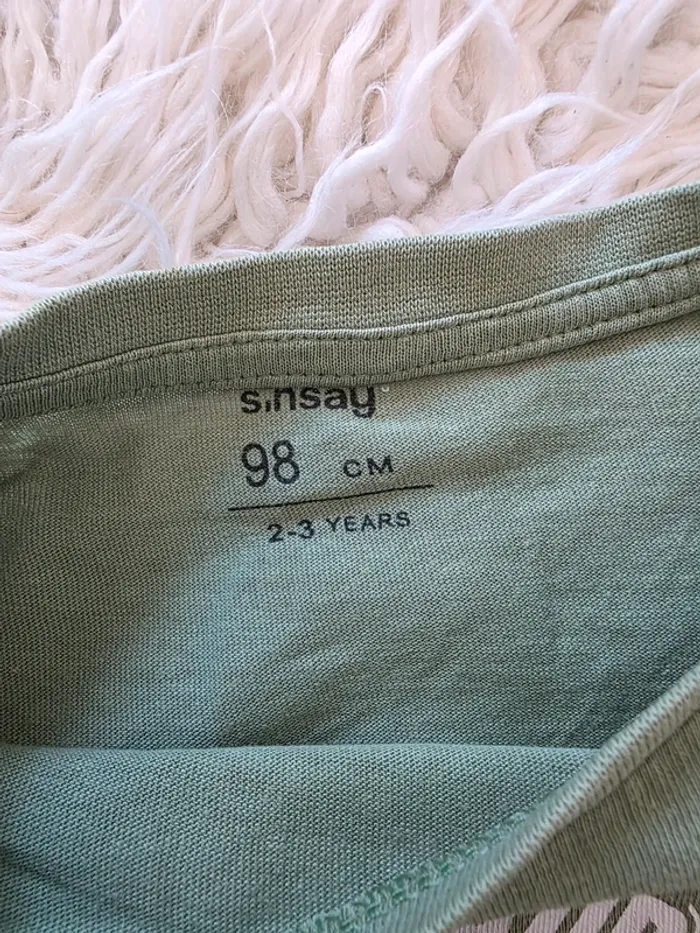 sinsay
98 CM
2-3 YEARS